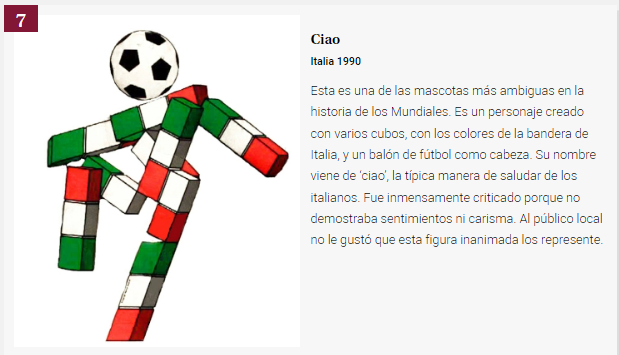 7
Ciao
Italia 1990
Esta es una de las mascotas más ambiguas en la
historia de los Mundiales. Es un personaje creado
con varios cubos, con los colores de la bandera de
Italia, y un balón de fútbol como cabeza. Su nombre
viene de ‘ciao’, la típica manera de saludar de los
italianos. Fue inmensamente criticado porque no
demostraba sentimientos ni carisma. Al público local
no le gustó que esta figura inanimada los represente.